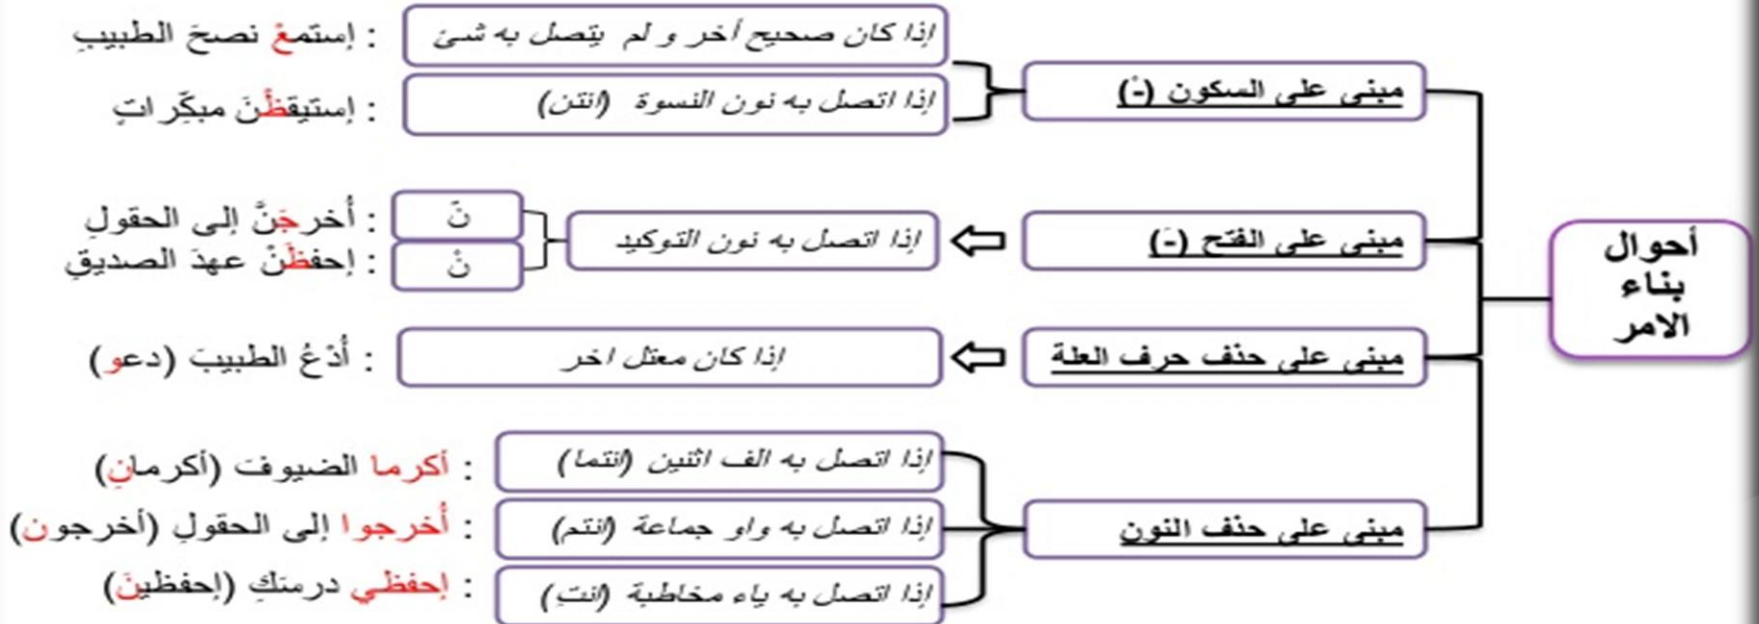 أحوال
بناء
الامر
مبني على السكون (ـْ)
إذا كان صحيح أخر و لم يتصل به شئ
: إستمعْ نصحَ الطبيبِ
إذا اتصل به نون النسوة (انتن)
: إستيقظْنَ مبكّراتٍ
مبني على الفتح (ـَ)
إذا اتصل به نون التوكيد
نّ
: أخرجَنَّ إلى الحقولِ
نْ
: إحفظَنْ عهدَ الصديقِ
مبني على حذف حرف العلة
إذا كان معتل اخر
: أدْعُ الطبيبَ (دعو)
مبني على حذف النون
إذا اتصل به الف اثنين (انتما)
: أكرما الضيوفَ (أكرمانِ)
إذا اتصل به واو جماعة (انتم)
: أخرجوا إلى الحقولِ (أخرجون)
إذا اتصل به ياء مخاطبة (انتِ)
: إحفظي درسَكِ (إحفظينَ)